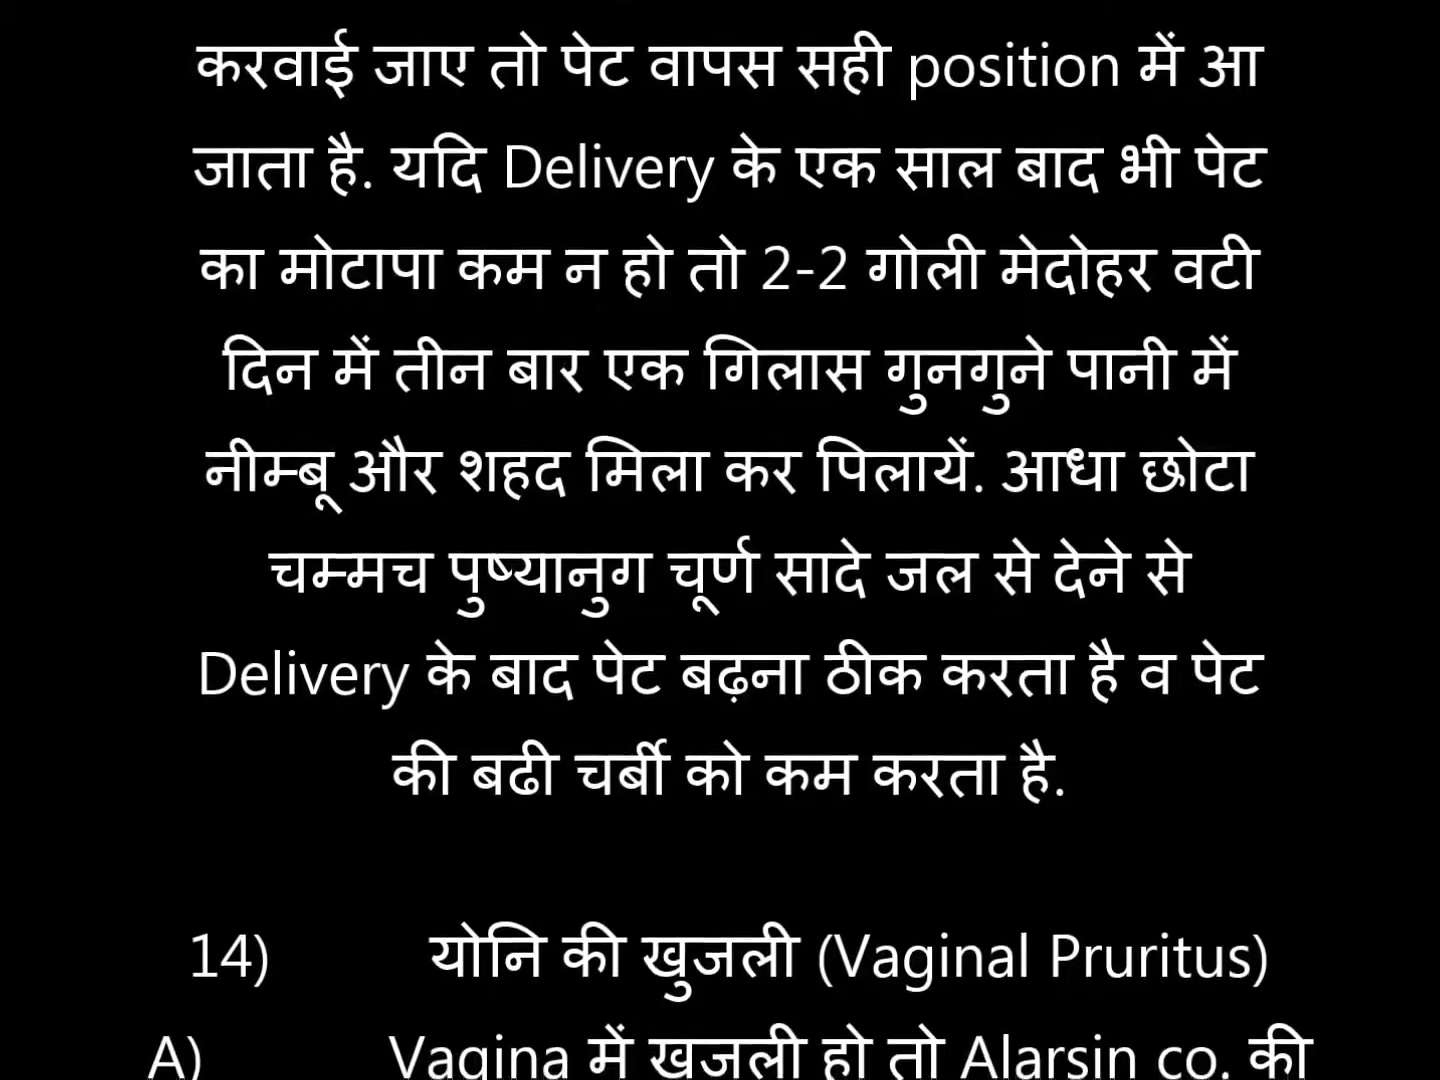 करवाई जाए तो पेट वापस सही position में आ
जाता है. यदि Delivery के एक साल बाद भी पेट
का मोटापा कम न हो तो 2-2 गोली मेदोहर वटी
दिन में तीन बार एक गिलास गुनगुने पानी में
नीम्बू और शहद मिला कर पिलायें. आधा छोटा
चम्मच पुष्यानुग चूर्ण सादे जल से देने से
Delivery के बाद पेट बढ़ना ठीक करता है व पेट
की बढी चर्बी को कम करता है.
14) योनि की खुजली (Vaginal Pruritus)
A) Vagina में खुजली हो तो Alarsin co. की